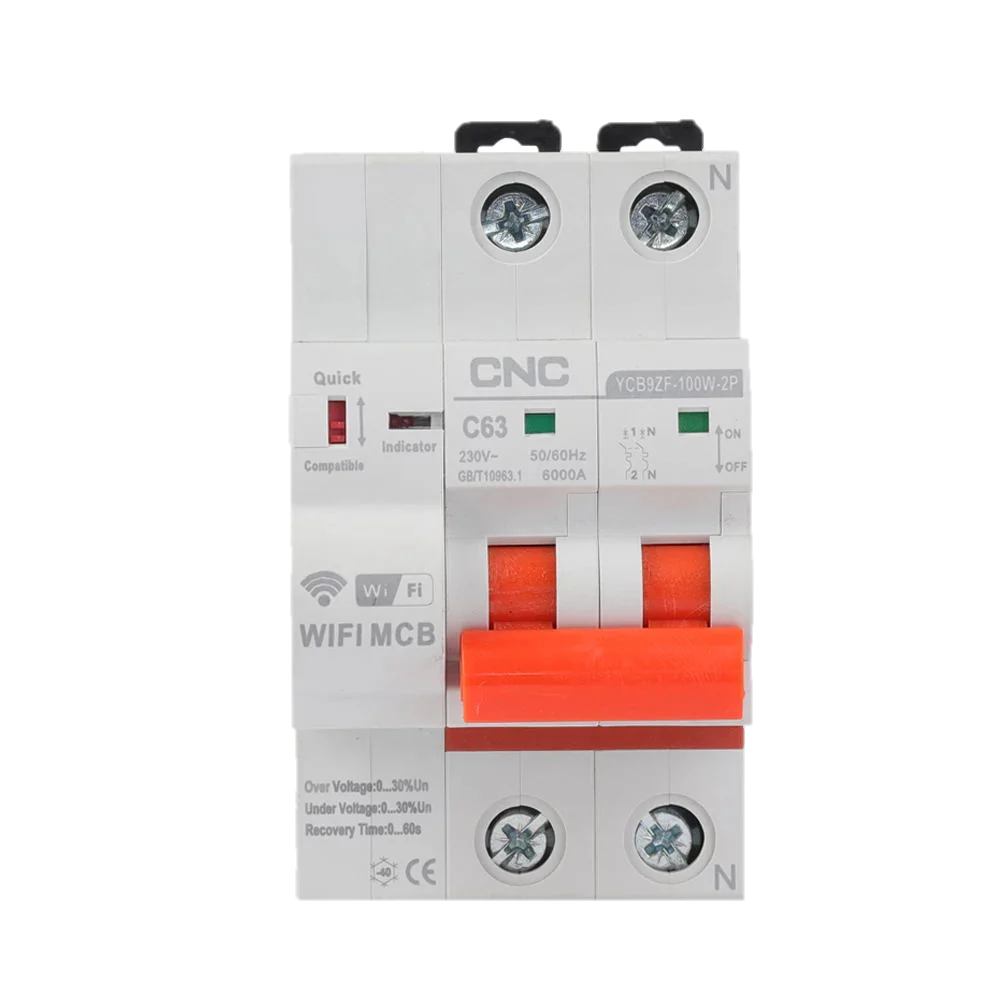 N
CNC
YCB9ZF-100W-2P
Quick
Compatible
Indicator
C63
230V~ 50/60Hz
GB/T10963.1 6000A
1 N
2 N
ON
OFF
Wi Fi
WIFI MCB
Over Voltage:0...30%Un
Under Voltage:0...30%Un
Recovery Time:0...60s
-40 CE
N